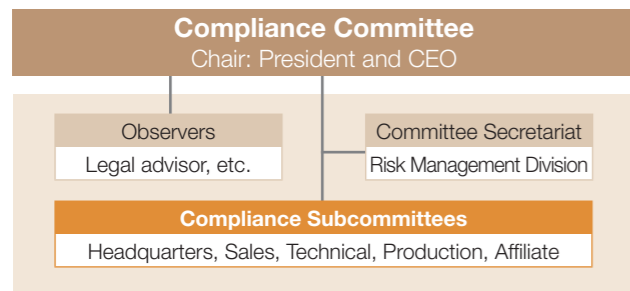 Compliance Committee
Chair: President and CEO
Observers
Legal advisor, etc.
Committee Secretariat
Risk Management Division
Compliance Subcommittees
Headquarters, Sales, Technical, Production, Affiliate